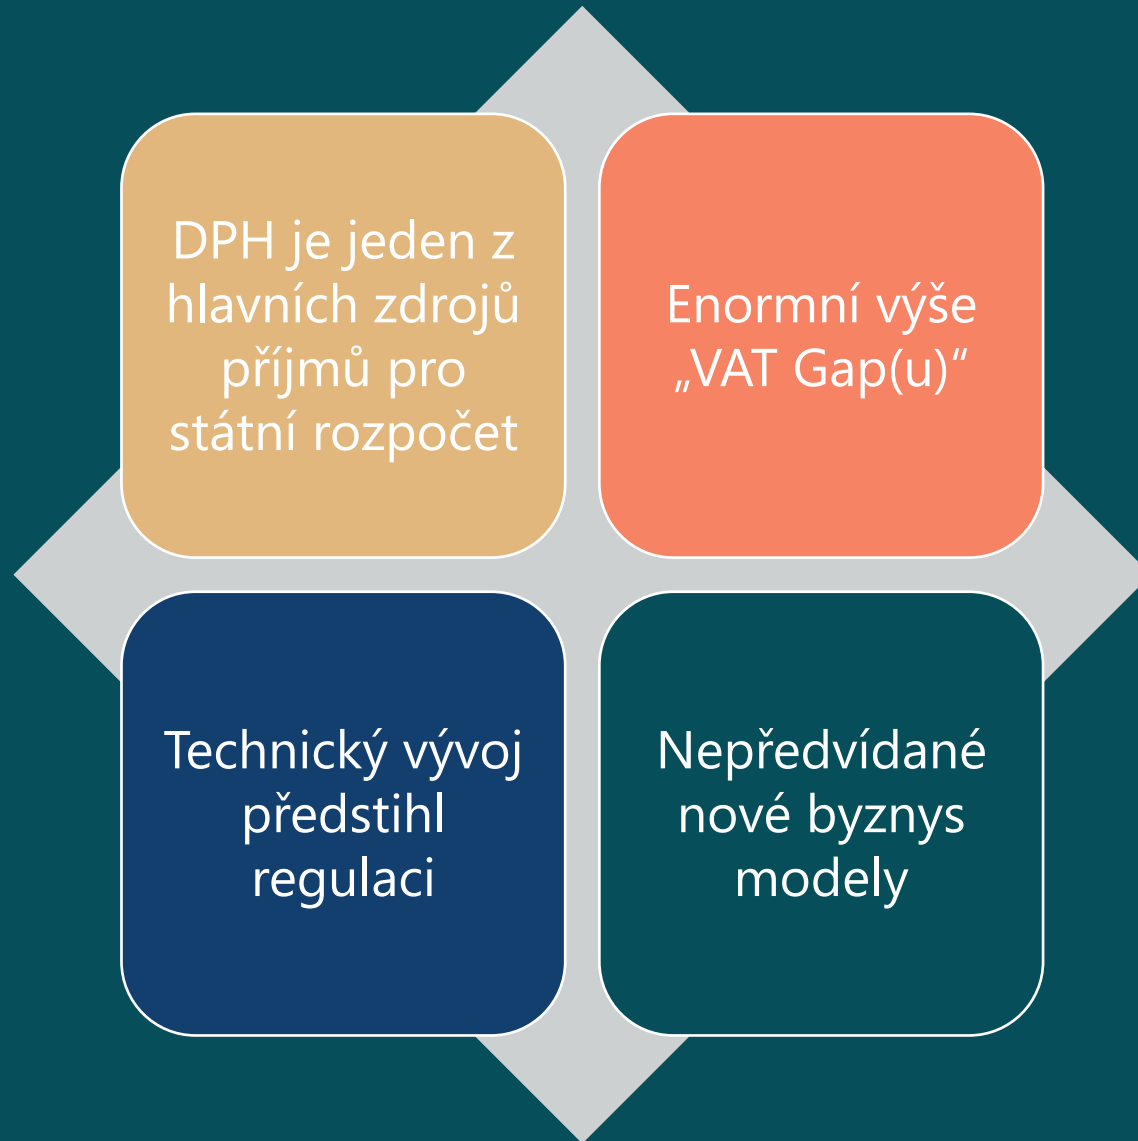 DPH je jeden z
hlavních zdrojů
příjmů pro
státní rozpočet
Enormní výše
„VAT Gap(u)“
Technický vývoj
předstihl
regulaci
Nepředvídané
nové byznys
modely